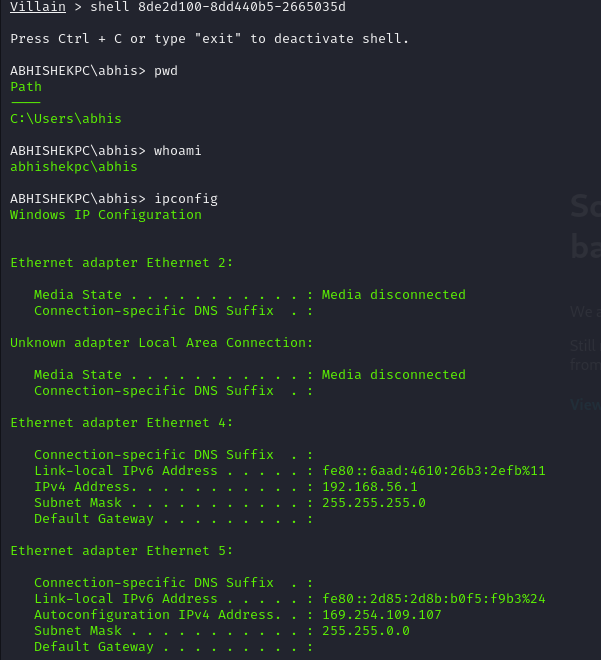 Villain > shell 8de2d100-8dd440b5-2665035d
Press Ctrl + C or type "exit" to deactivate shell.
ABHISHEKPC\abhis> pwd
Path
----
C:\Users\abhis
ABHISHEKPC\abhis> whoami
abhishekpc\abhis
ABHISHEKPC\abhis> ipconfig
Windows IP Configuration
Ethernet adapter Ethernet 2:
Media State . . . . . . . . . . . : Media disconnected
Connection-specific DNS Suffix  . :
Unknown adapter Local Area Connection:
Media State . . . . . . . . . . . : Media disconnected
Connection-specific DNS Suffix  . :
Ethernet adapter Ethernet 4:
Connection-specific DNS Suffix  . :
Link-local IPv6 Address . . . . . : fe80::6aad:4610:26b3:2efb%11
IPv4 Address. . . . . . . . . . . : 192.168.56.1
Subnet Mask . . . . . . . . . . . : 255.255.255.0
Default Gateway . . . . . . . . . :
Ethernet adapter Ethernet 5:
Connection-specific DNS Suffix  . :
Link-local IPv6 Address . . . . . : fe80::2d85:2d8b:b0f5:f9b3%24
Autoconfiguration IPv4 Address. . : 169.254.109.107
Subnet Mask . . . . . . . . . . . : 255.255.0.0
Default Gateway . . . . . . . . . :
Still
from
View